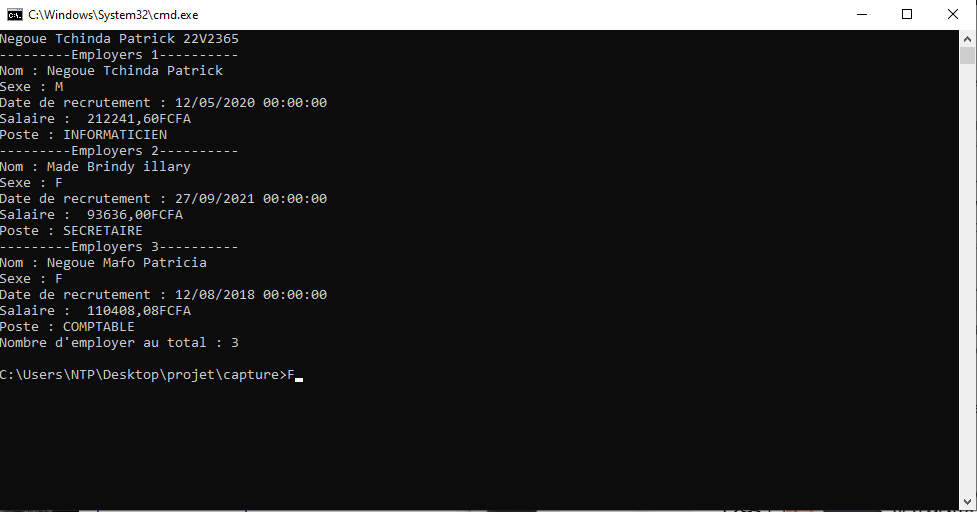 C:\Windows\System32\cmd.exe
Negoue Tchinda Patrick 22V2365
---------Employers 1----------
Nom : Negoue Tchinda Patrick
Sexe : M
Date de recrutement : 12/05/2020 00:00:00
Salaire :  212241,60FCFA
Poste : INFORMATICIEN
---------Employers 2----------
Nom : Made Brindy illary
Sexe : F
Date de recrutement : 27/09/2021 00:00:00
Salaire :  93636,00FCFA
Poste : SECRETAIRE
---------Employers 3----------
Nom : Negoue Mafo Patricia
Sexe : F
Date de recrutement : 12/08/2018 00:00:00
Salaire :  110408,08FCFA
Poste : COMPTABLE
Nombre d'employer au total : 3
C:\Users\NTP\Desktop\projet\capture>F